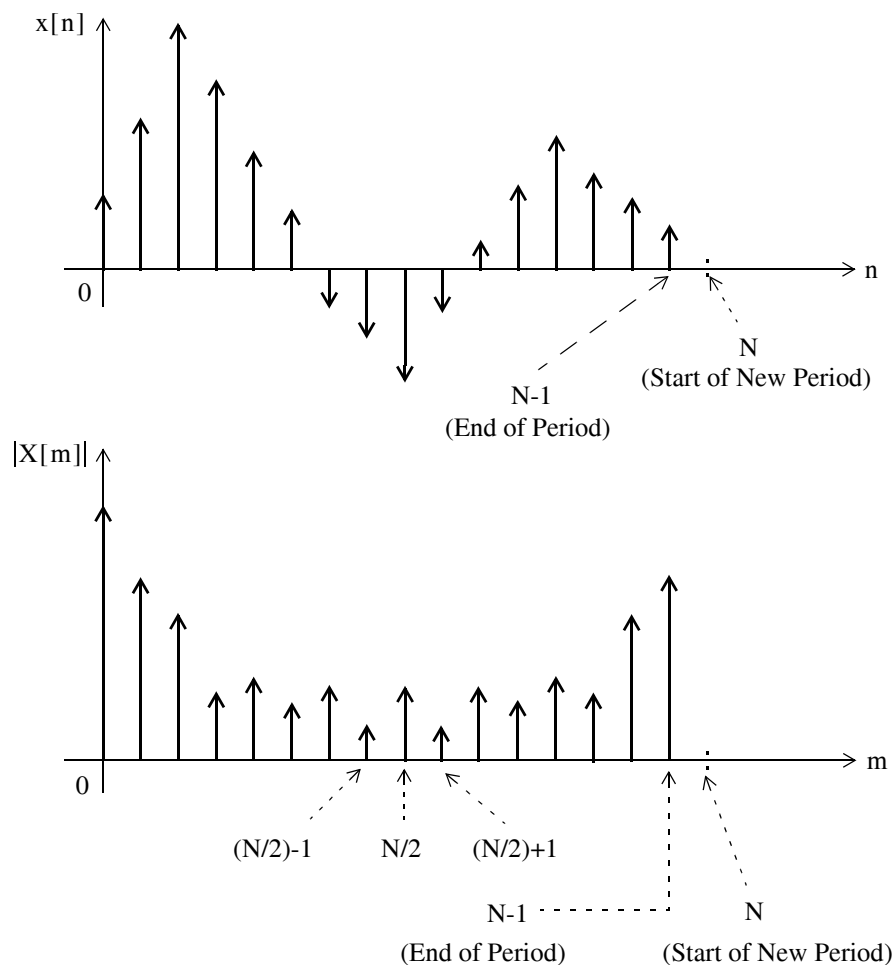 x[n]
0
n
N
(Start of New Period)
N-1
(End of Period)
|X[m]|
0
m
(N/2)-1 N/2 (N/2)+1
N-1 N
(End of Period) (Start of New Period)